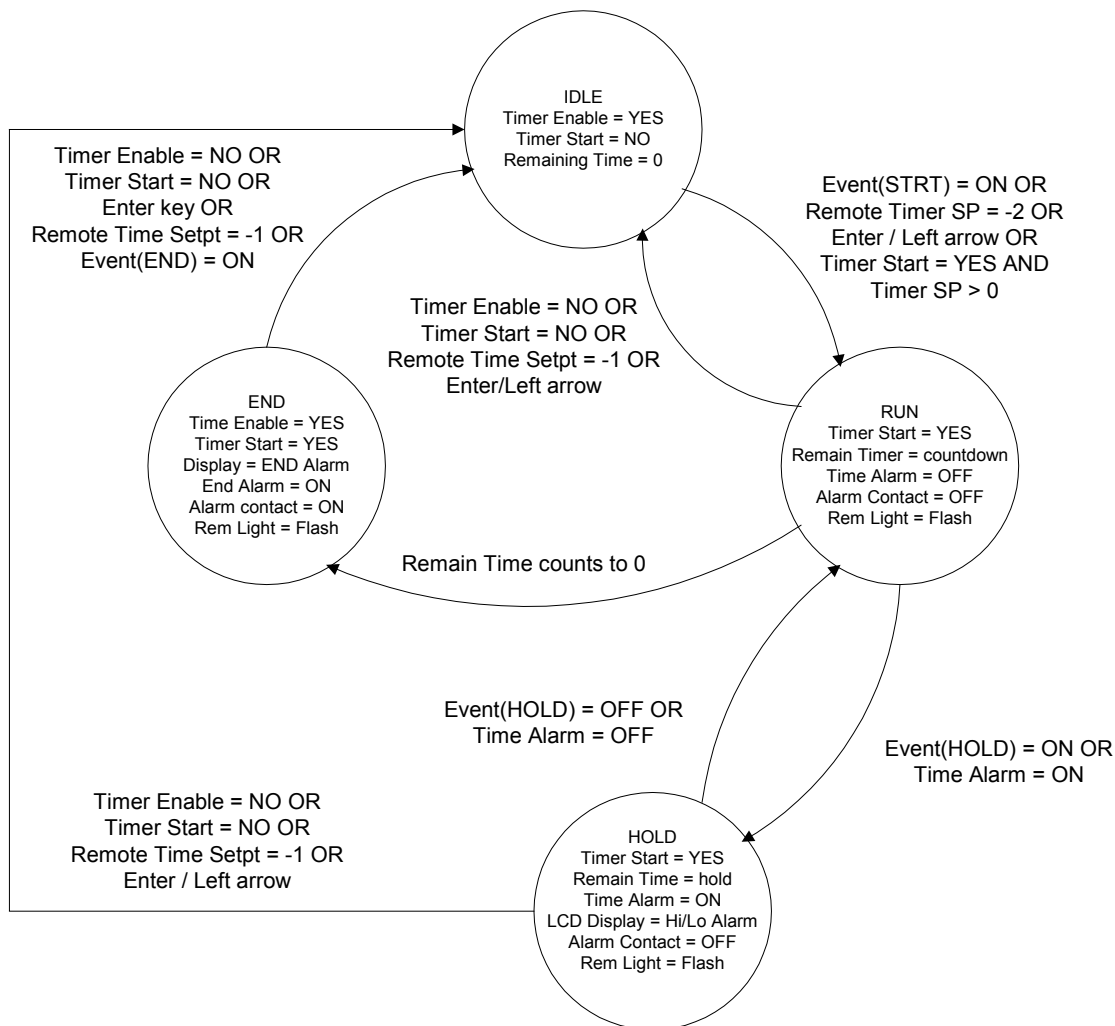 IDLE
Timer Enable = YES
Timer Start = NO
Remaining Time = 0
Timer Enable = NO OR
Timer Start = NO OR
Enter key OR
Remote Time Setpt = -1 OR
Event(END) = ON
Event(STRT) = ON OR
Remote Timer SP = -2 OR
Enter / Left arrow OR
Timer Start = YES AND
Timer SP > 0
Timer Enable = NO OR
Timer Start = NO OR
Remote Time Setpt = -1 OR
Enter/Left arrow
END
Time Enable = YES
Timer Start = YES
Display = END Alarm
End Alarm = ON
Alarm contact = ON
Rem Light = Flash
RUN
Timer Start = YES
Remain Timer = countdown
Time Alarm = OFF
Alarm Contact = OFF
Rem Light = Flash
Remain Time counts to 0
Event(HOLD) = OFF OR
Time Alarm = OFF
Event(HOLD) = ON OR
Time Alarm = ON
Timer Enable = NO OR
Timer Start = NO OR
Remote Time Setpt = -1 OR
Enter / Left arrow
HOLD
Timer Start = YES
Remain Time = hold
Time Alarm = ON
LCD Display = Hi/Lo Alarm
Alarm Contact = OFF
Rem Light = Flash